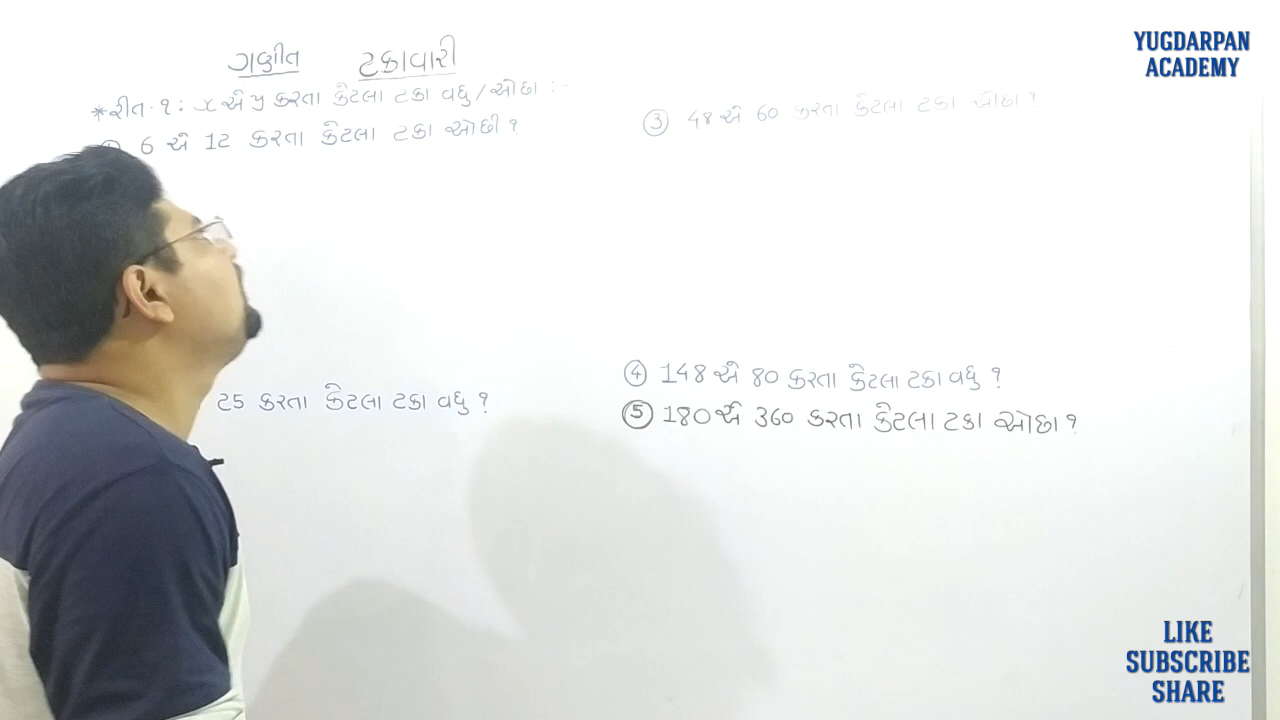 ગણીત ટકાવારી
*રીત-૧: x એ y કરતા કેટલા ટકા વધુ/ઓછા :-
6 એ 12 કરતા કેટલા ટકા ઓછી ?
25 કરતા કેટલા ટકા વધુ ?
③ 48 એ 60 કરતા કેટલા ટકા ઓછા ?
④ 148 એ 80 કરતા કેટલા ટકા વધુ ?
⑤ 180 એ 360 કરતા કેટલા ટકા ઓછા ?
YUGDARPAN
ACADEMY
LIKE
SUBSCRIBE
SHARE